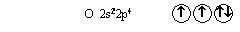 O 2s²2p⁴ ↑ ↑ ↑↓